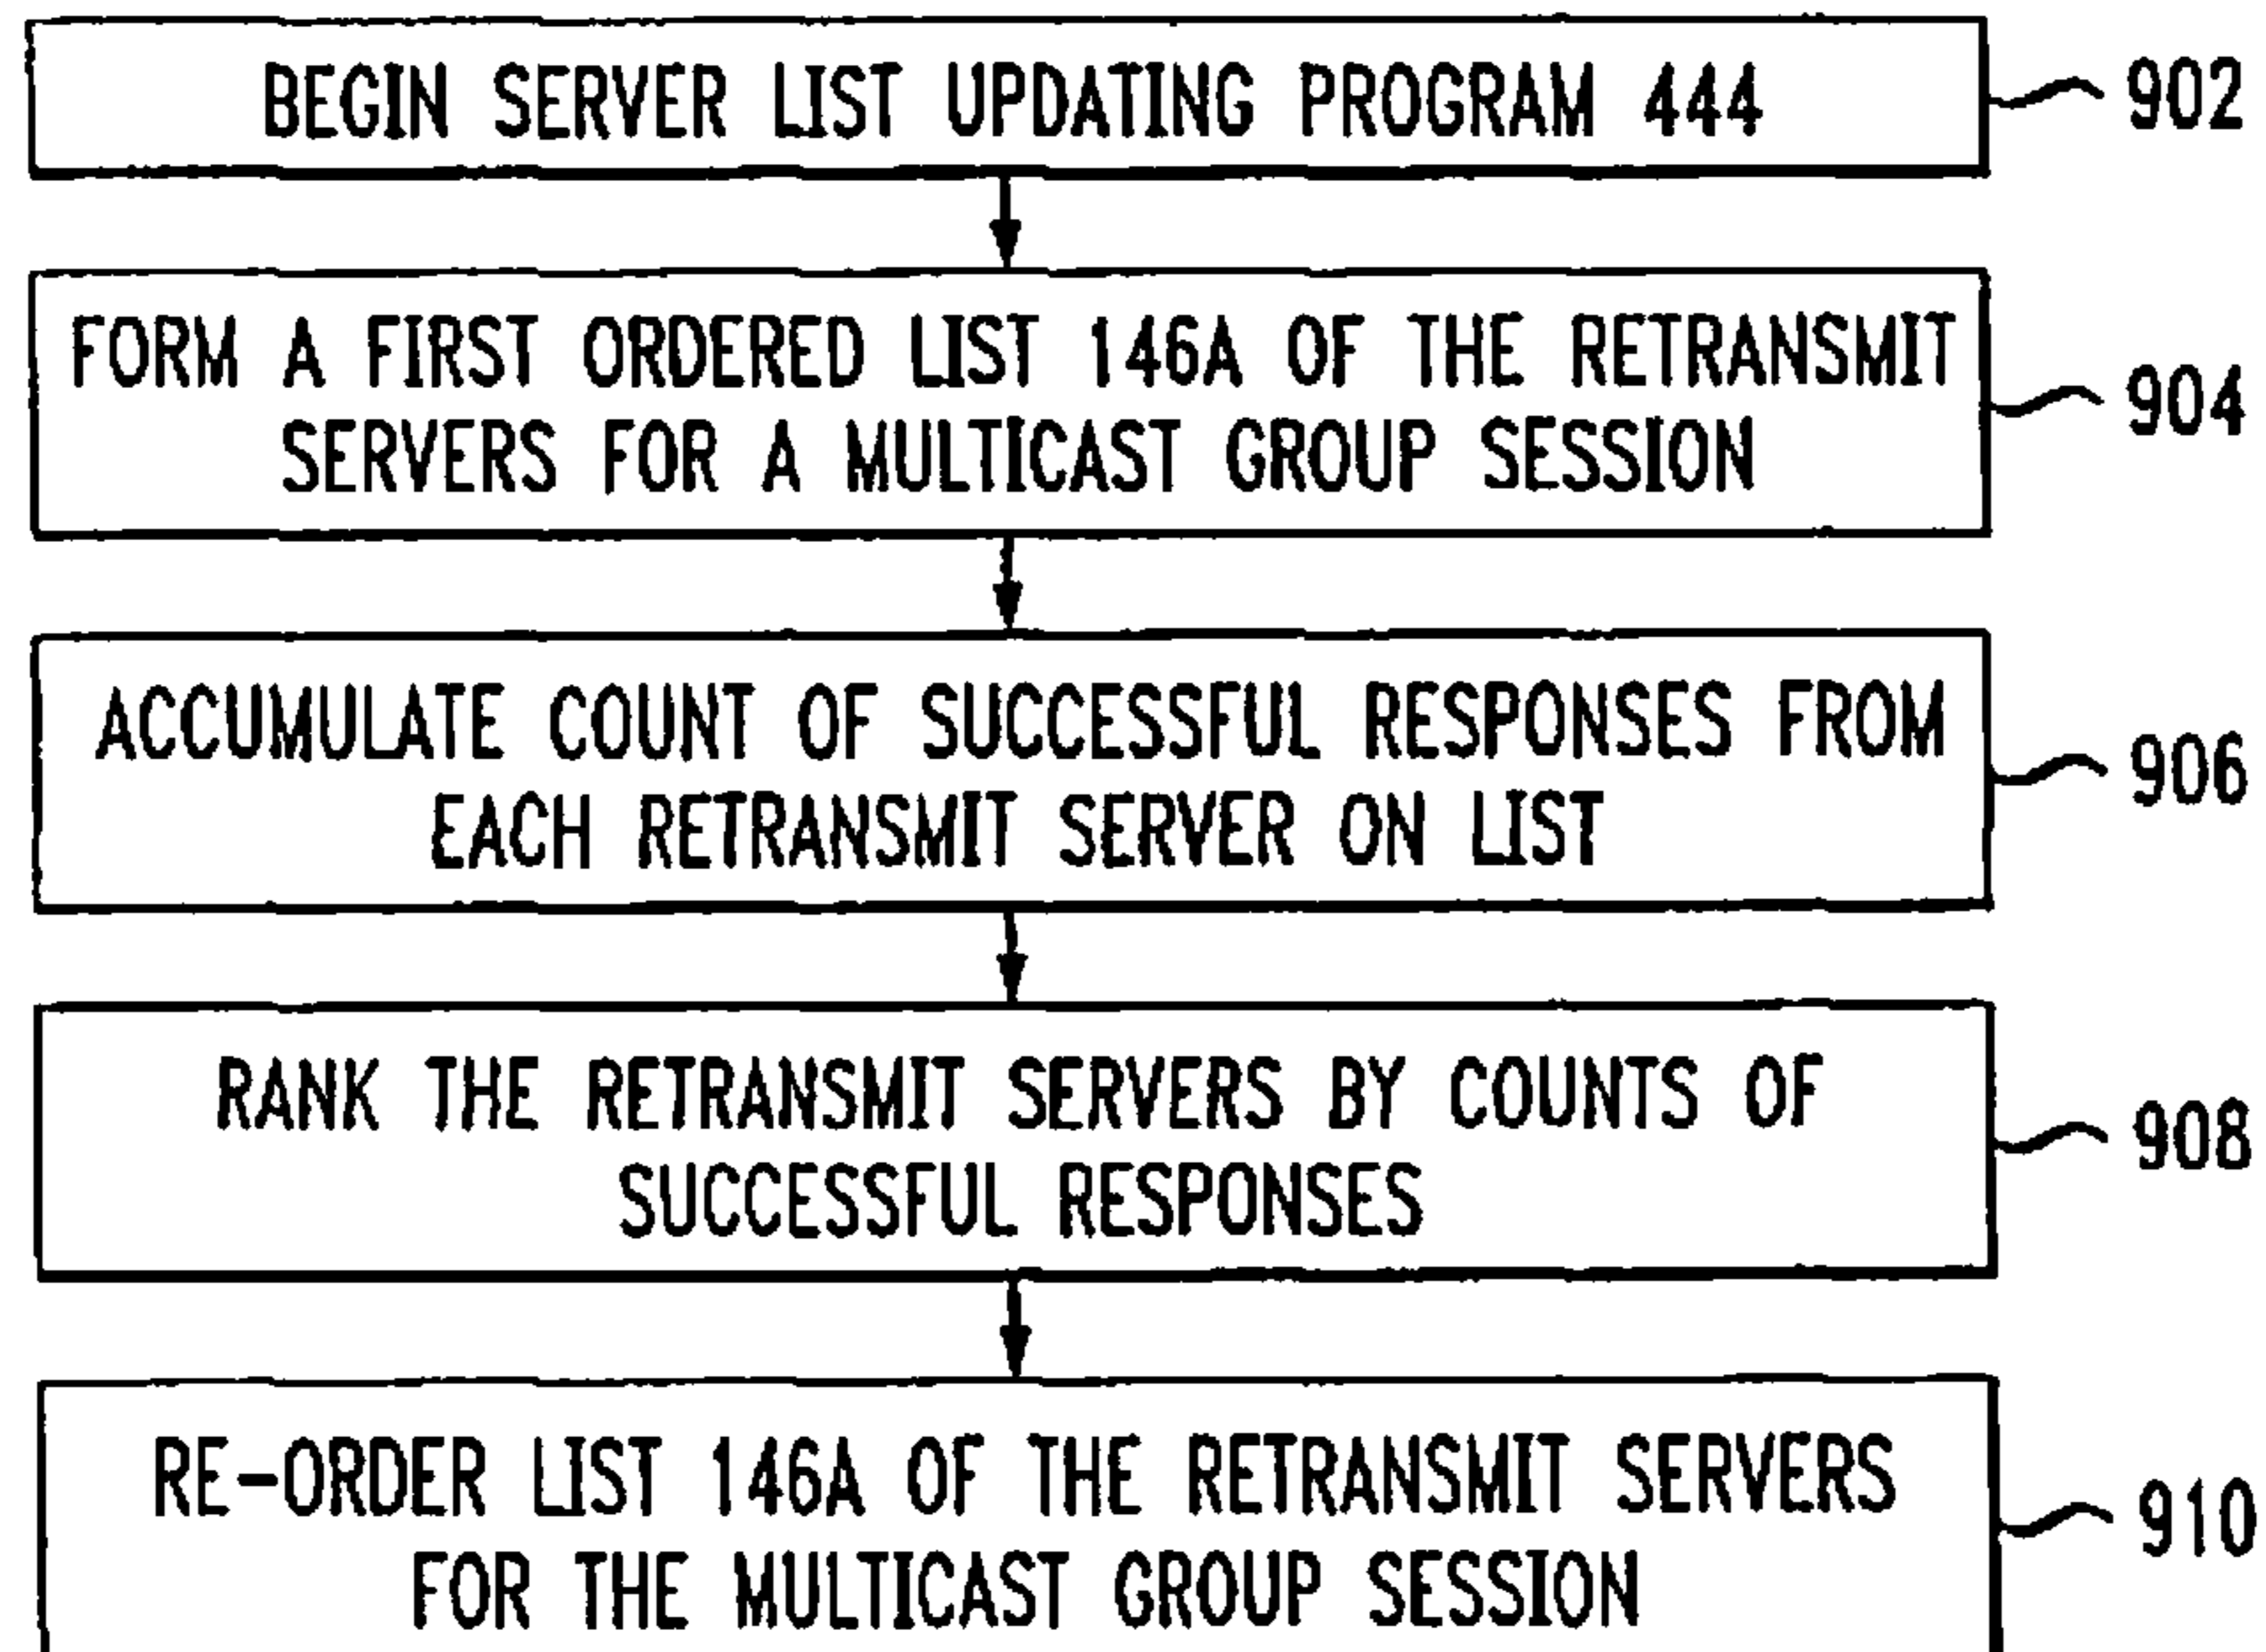 BEGIN SERVER LIST UPDATING PROGRAM 444
902
FORM A FIRST ORDERED LIST 146A OF THE RETRANSMIT
SERVERS FOR A MULTICAST GROUP SESSION
904
ACCUMULATE COUNT OF SUCCESSFUL RESPONSES FROM
EACH RETRANSMIT SERVER ON LIST
906
RANK THE RETRANSMIT SERVERS BY COUNTS OF
SUCCESSFUL RESPONSES
908
RE-ORDER LIST 146A OF THE RETRANSMIT SERVERS
FOR THE MULTICAST GROUP SESSION
910